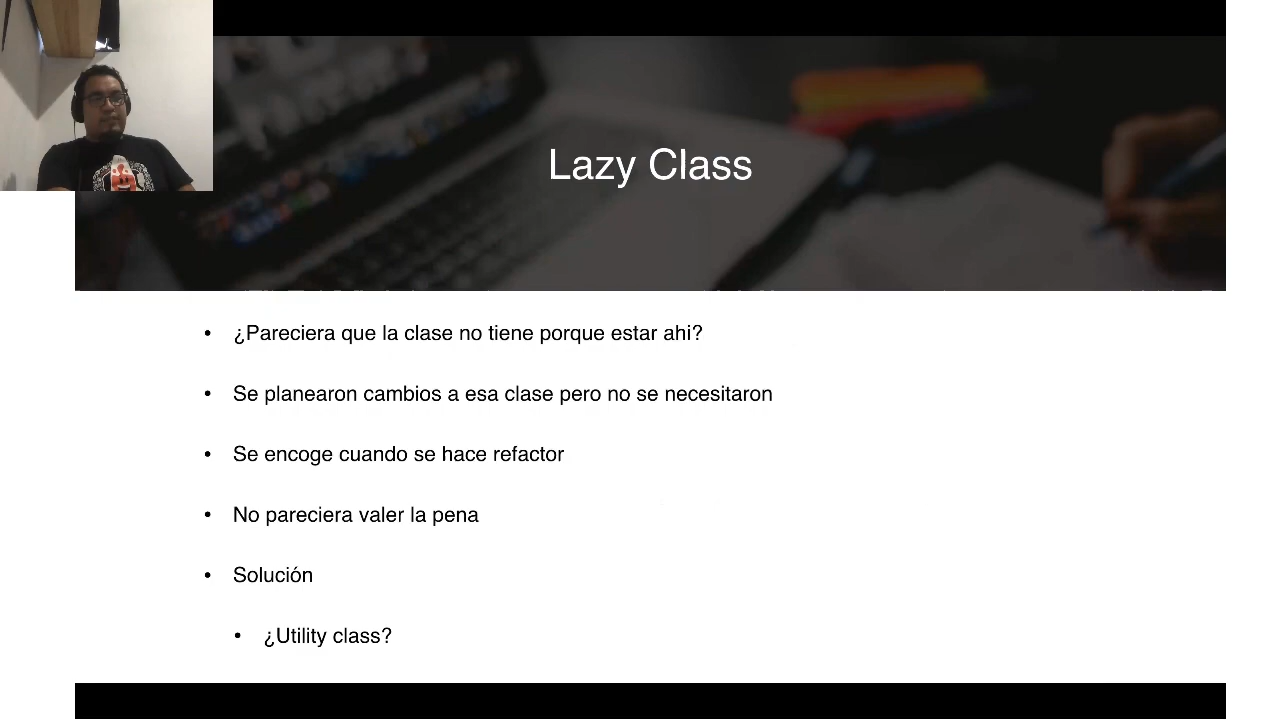 Lazy Class
• ¿Pareciera que la clase no tiene porque estar ahi?
• Se planearon cambios a esa clase pero no se necesitaron
• Se encoge cuando se hace refactor
• No pareciera valer la pena
• Solución
• ¿Utility class?